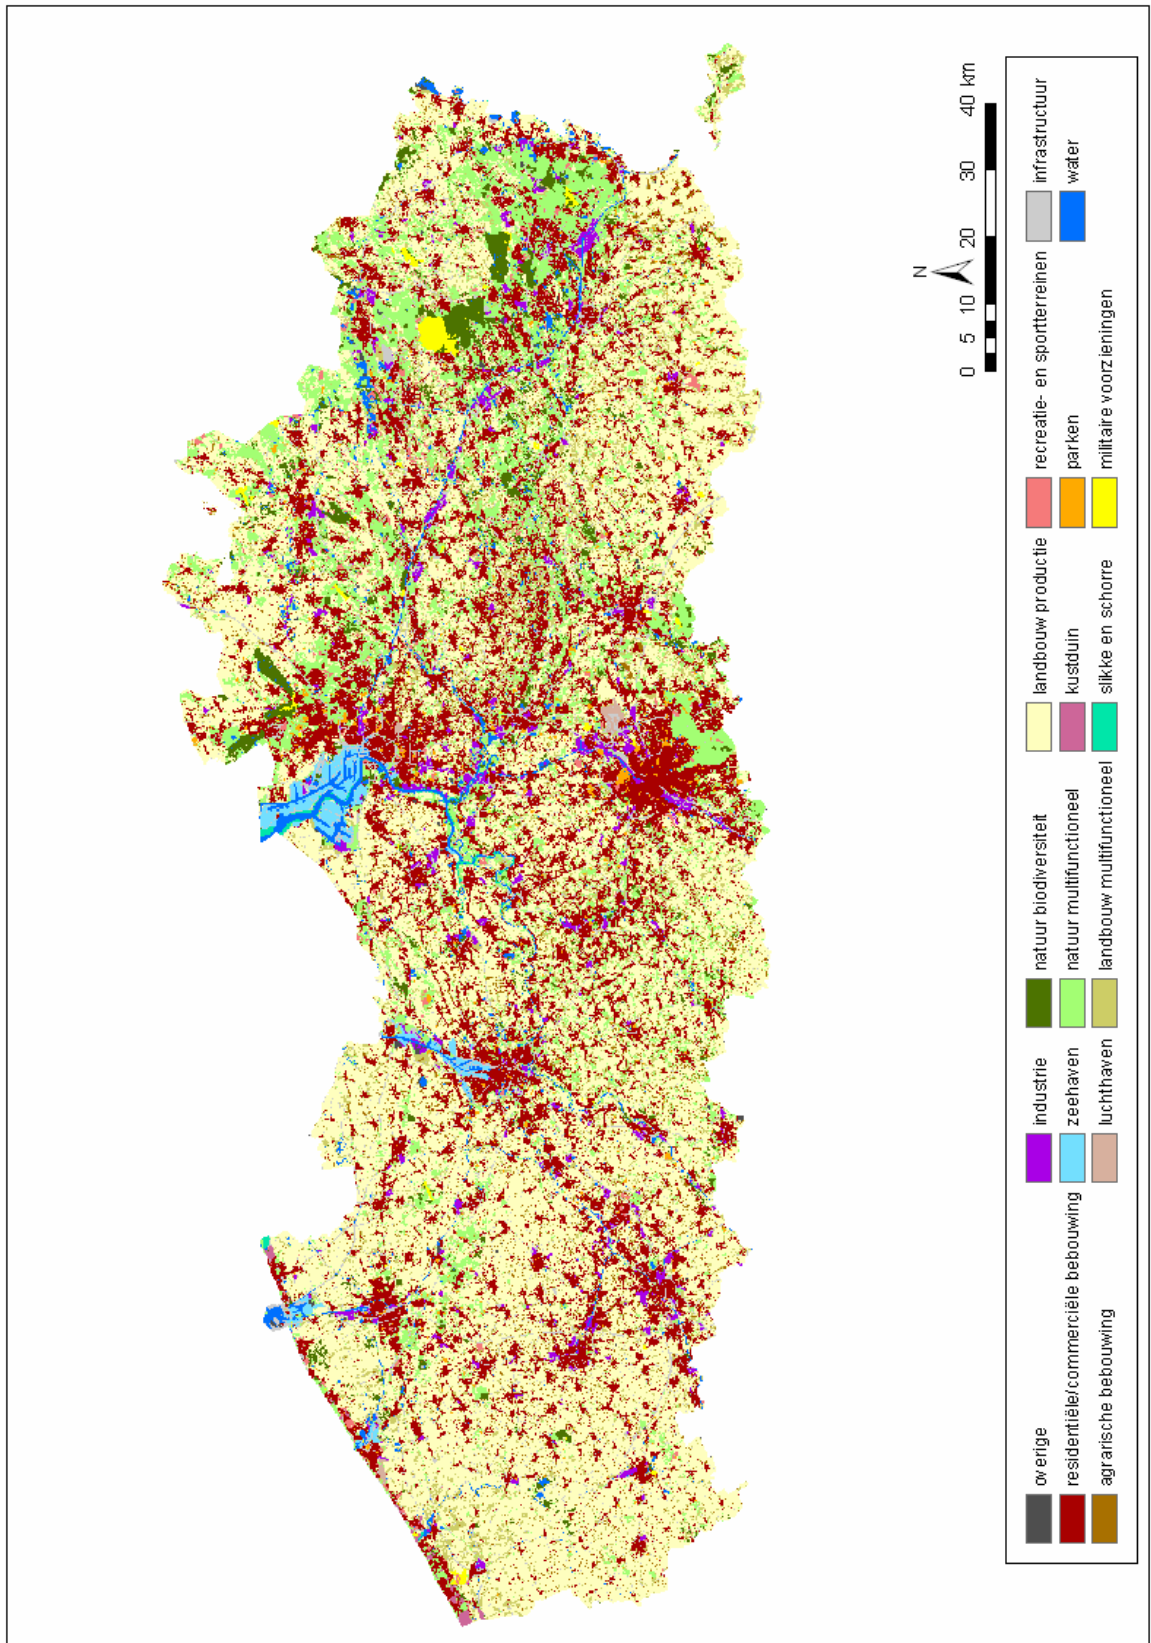 N
0 5 10 20 30 40 km
overige
residentiële/commerciële bebouwing
agrarische bebouwing
industrie
zeehaven
luchthaven
natuur biodiversiteit
natuur multifunctioneel
landbouw multifunctioneel
landbouw productie
kustduin
slikke en schorre
recreatie- en sportterreinen
parken
militaire voorzieningen
infrastructuur
water